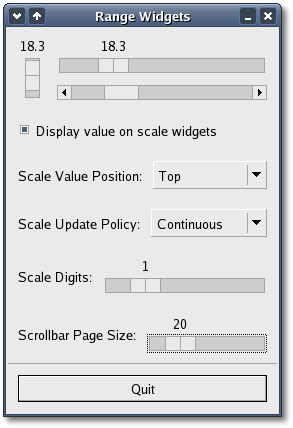 Range Widgets
18.3 18.3
Display value on scale widgets
Scale Value Position: Top
Scale Update Policy: Continuous
1
Scale Digits:
20
Scrollbar Page Size:
Quit